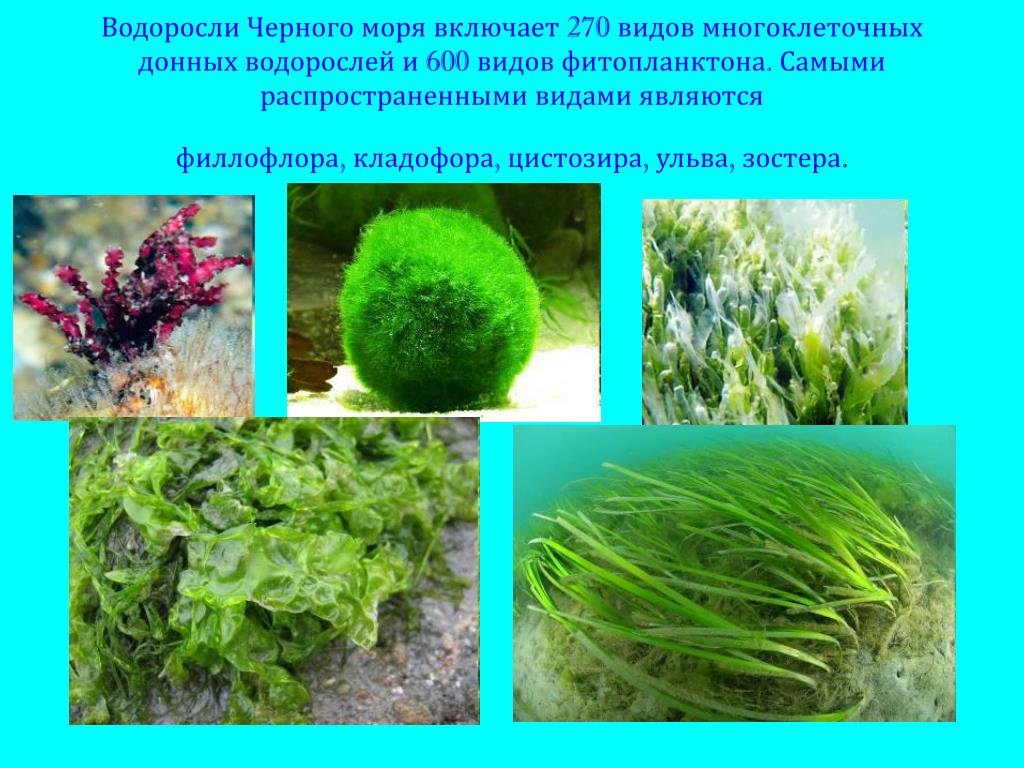 Водоросли Черного моря включает 270 видов многоклеточных
донных водорослей и 600 видов фитопланктона. Самыми
распространенными видами являются
филлофлора, кладофора, цистозира, ульва, зостера.